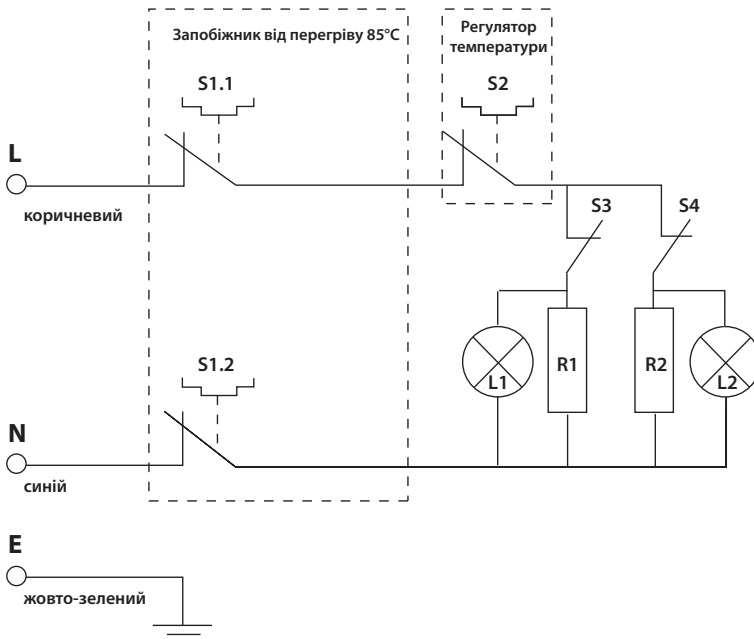 Запобіжник від перегріву 85°C
Регулятор
температури
S1.1
S2
L
коричневий
S3
S4
L1
R1
R2
L2
S1.2
N
синій
E
жовто-зелений